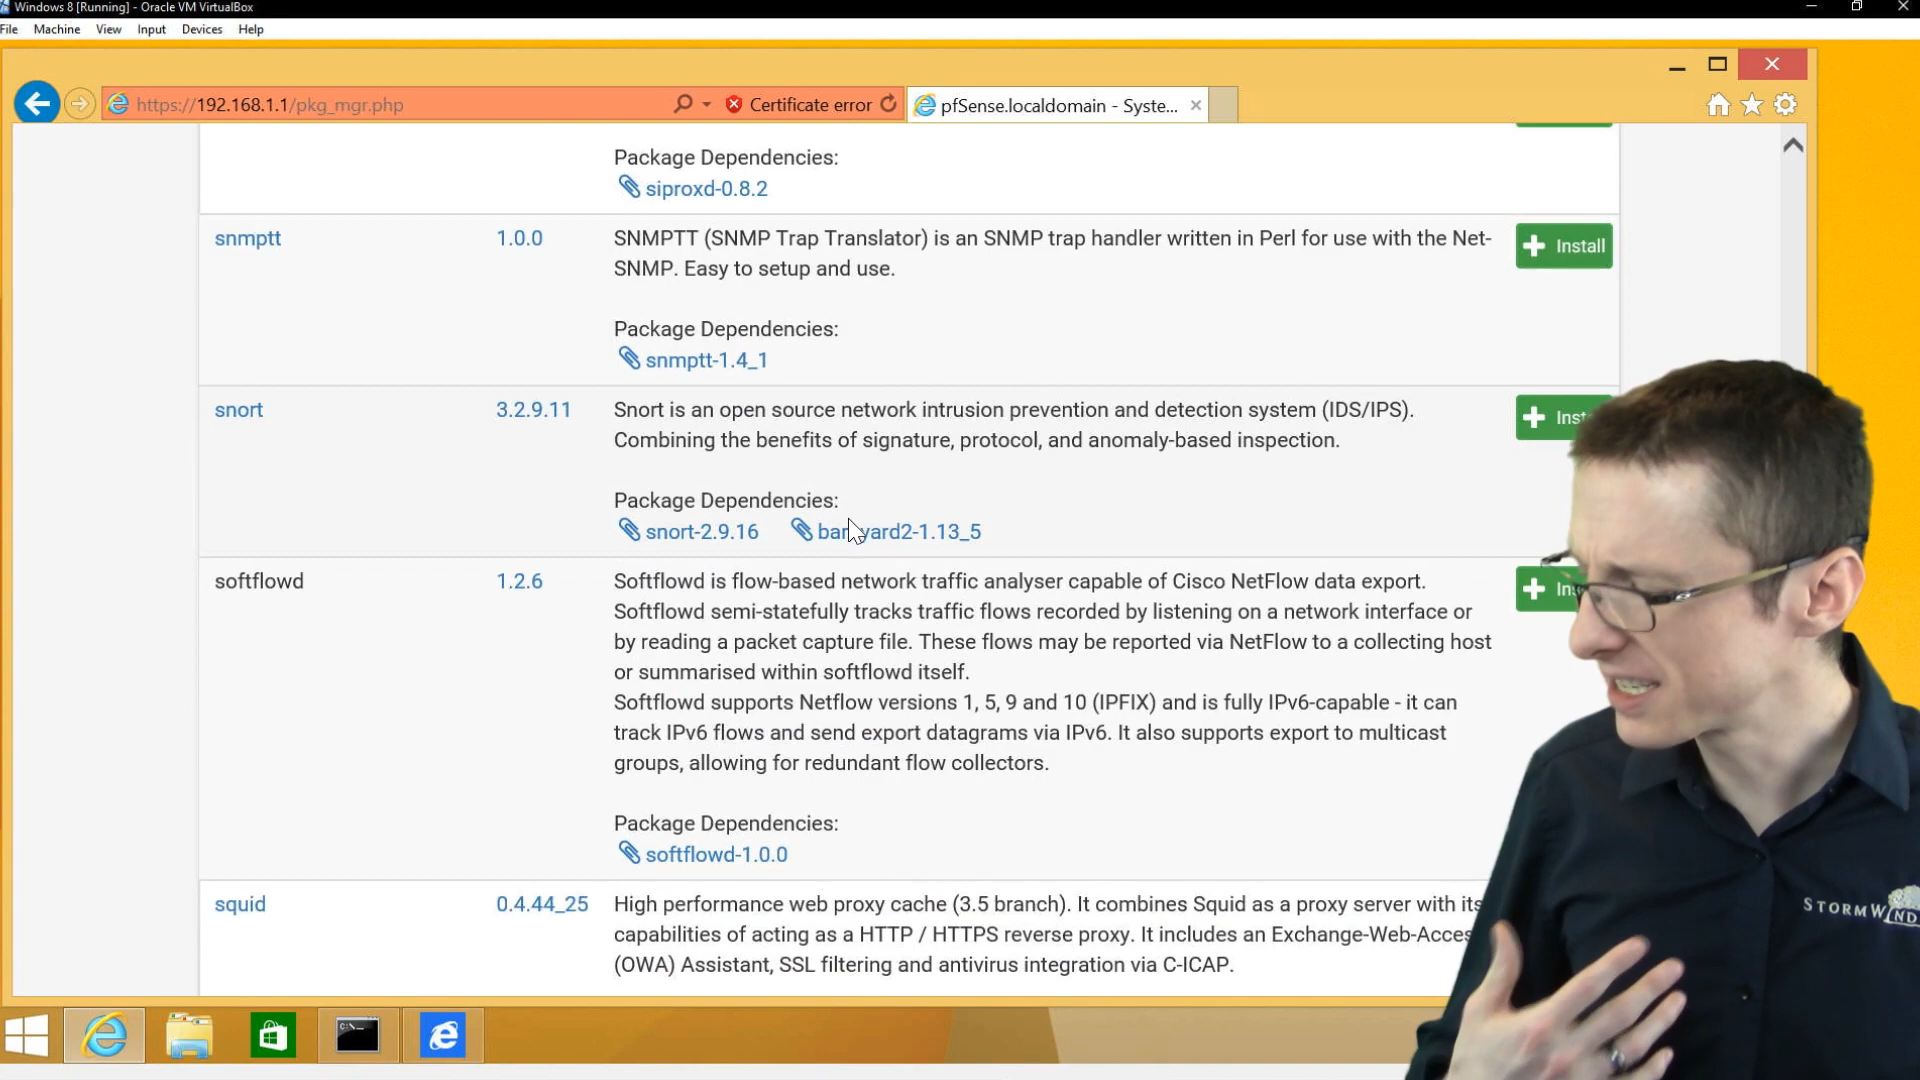 Windows 8 [Running] - Oracle VM VirtualBox
File Machine View Input Devices Help
https://192.168.1.1/pkg_mgr.php Certificate error pfSense.localdomain - Syste...
Package Dependencies:
siproxd-0.8.2
snmptt 1.0.0 SNMPTT (SNMP Trap Translator) is an SNMP trap handler written in Perl for use with the Net-
SNMP. Easy to setup and use.
Install
Package Dependencies:
snmptt-1.4_1
snort 3.2.9.11 Snort is an open source network intrusion prevention and detection system (IDS/IPS).
Combining the benefits of signature, protocol, and anomaly-based inspection.
Package Dependencies:
snort-2.9.16 barnyard2-1.13_5
softflowd 1.2.6 Softflowd is flow-based network traffic analyser capable of Cisco NetFlow data export.
Softflowd semi-statefully tracks traffic flows recorded by listening on a network interface or
by reading a packet capture file. These flows may be reported via NetFlow to a collecting host
or summarised within softflowd itself.
Softflowd supports Netflow versions 1, 5, 9 and 10 (IPFIX) and is fully IPv6-capable - it can
track IPv6 flows and send export datagrams via IPv6. It also supports export to multicast
groups, allowing for redundant flow collectors.
Package Dependencies:
softflowd-1.0.0
squid 0.4.44_25 High performance web proxy cache (3.5 branch). It combines Squid as a proxy server with its
capabilities of acting as a HTTP / HTTPS reverse proxy. It includes an Exchange-Web-Acces
(OWA) Assistant, SSL filtering and antivirus integration via C-ICAP.
STORMWIND